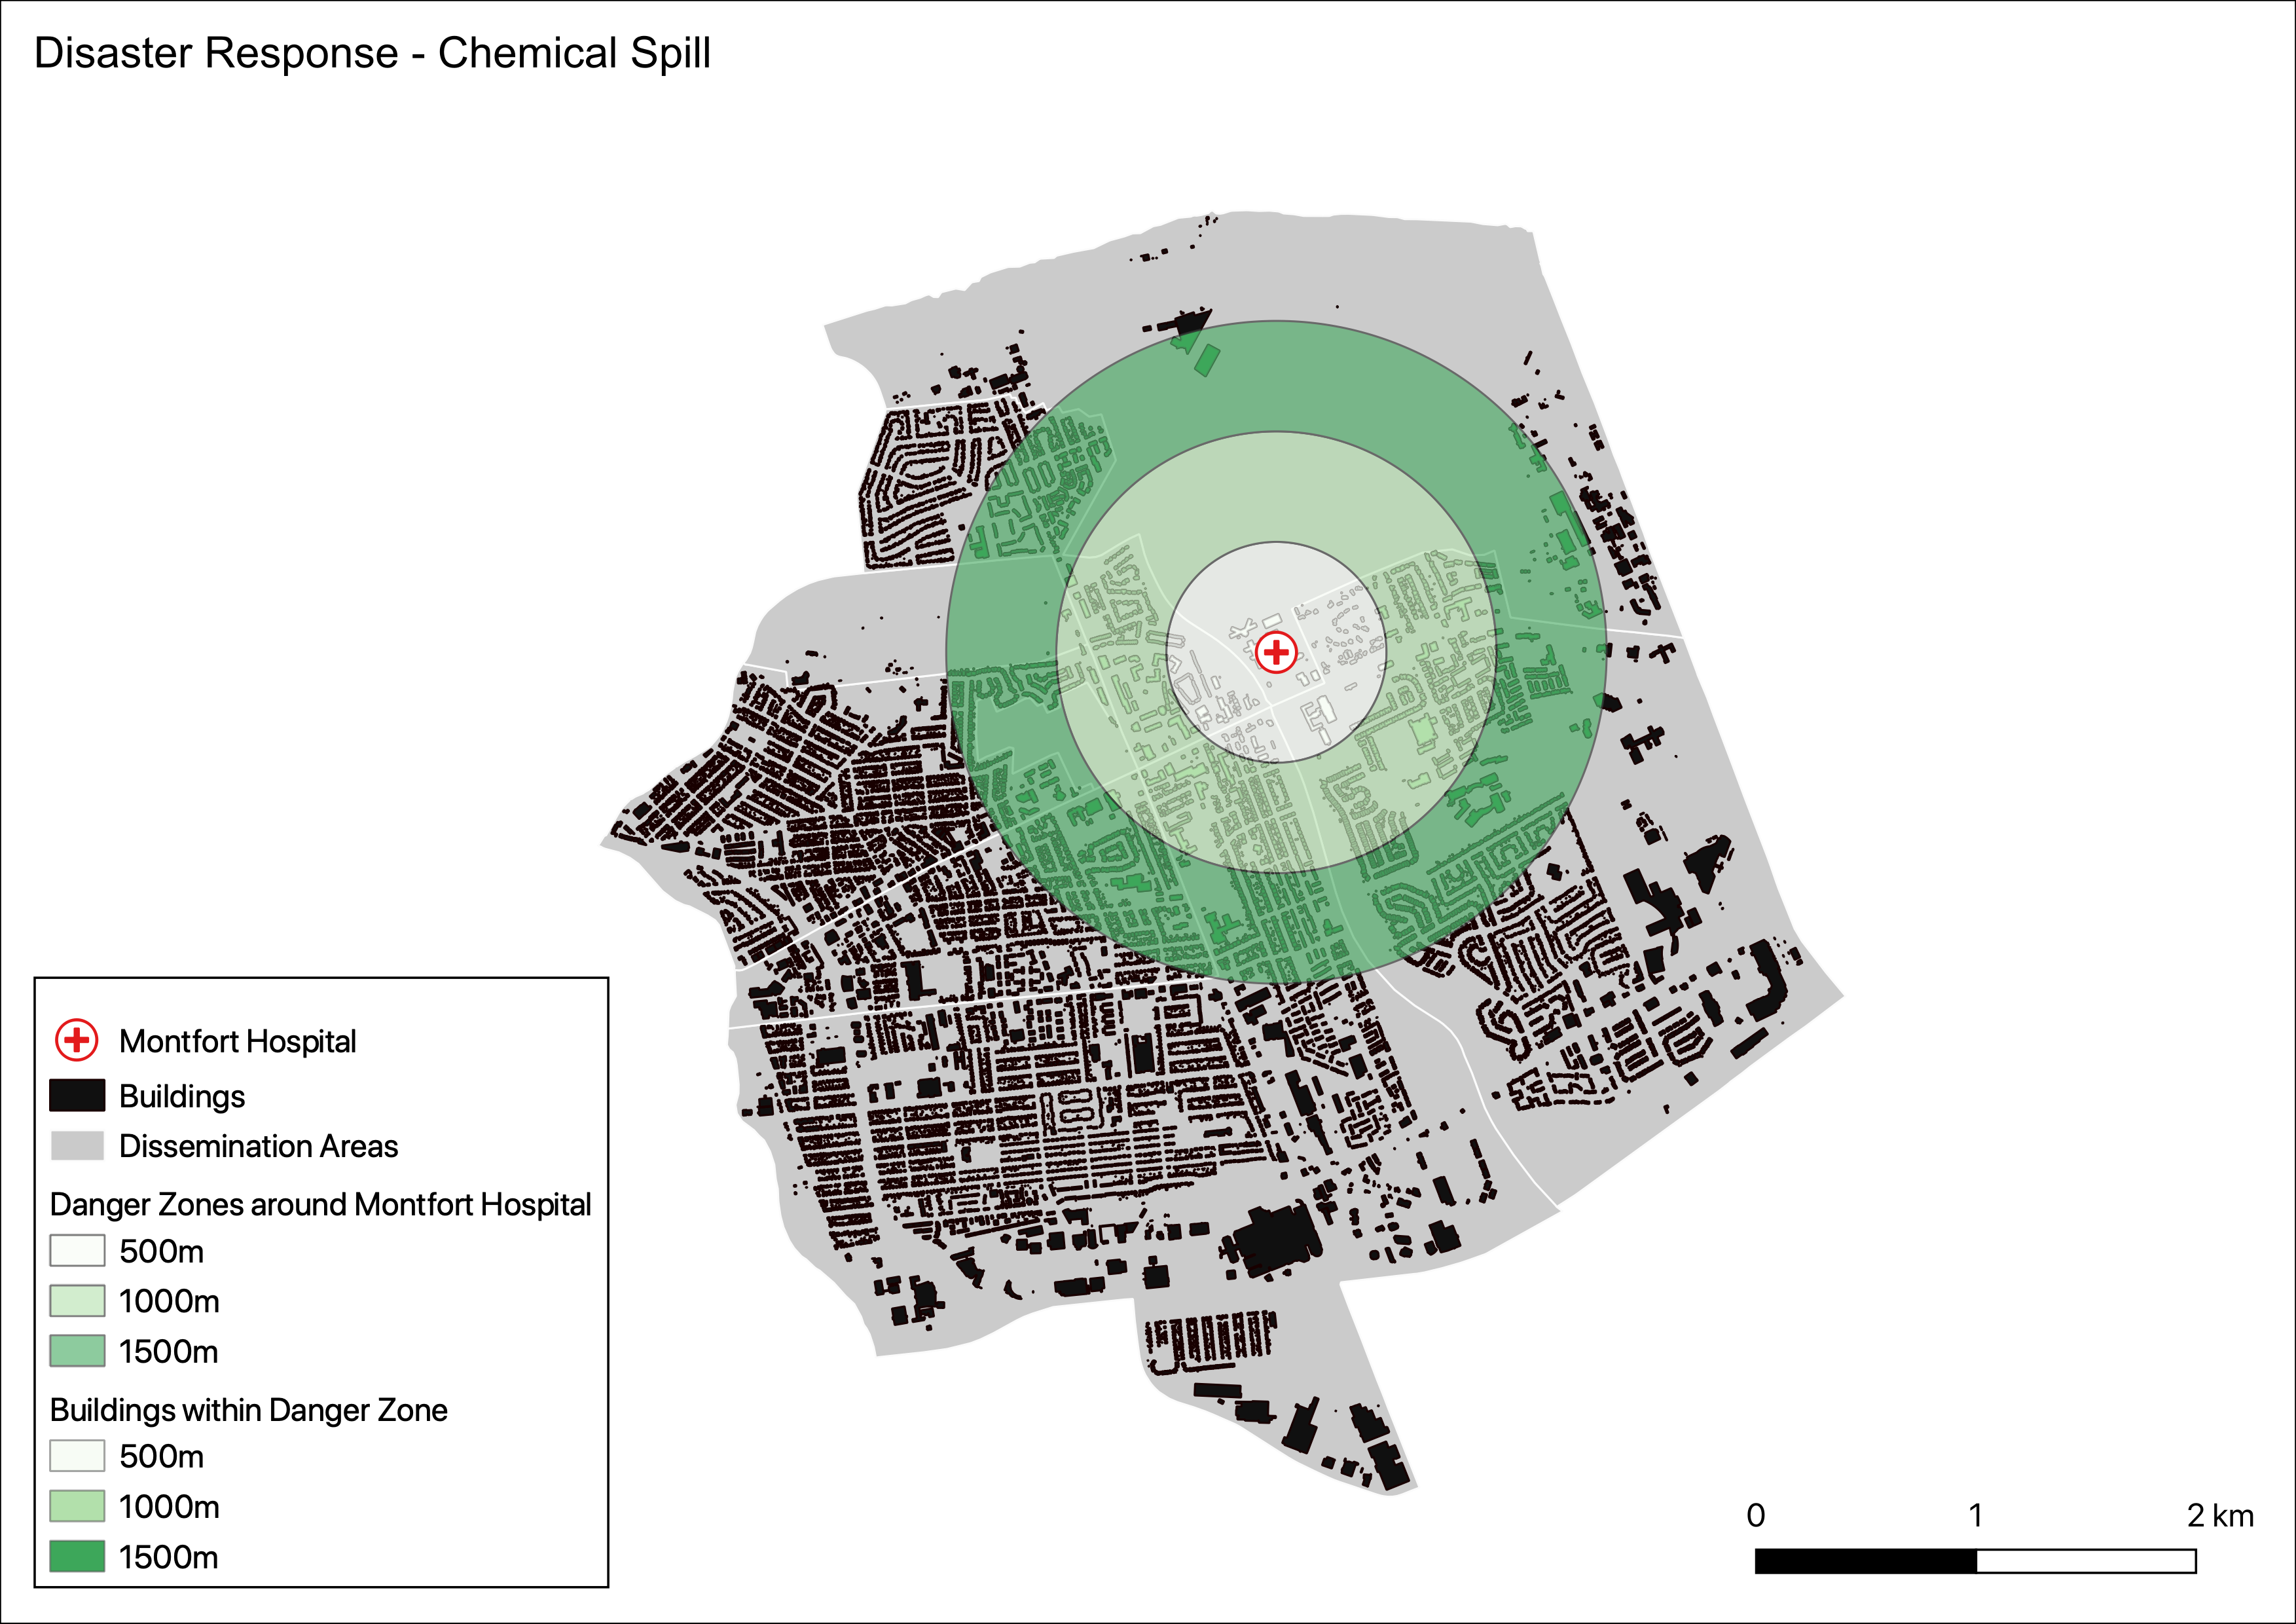 Disaster Response - Chemical Spill
Montfort Hospital
Buildings
Dissemination Areas
Danger Zones around Montfort Hospital
500m
1000m
1500m
Buildings within Danger Zone
500m
1000m
1500m
0 1 2 km